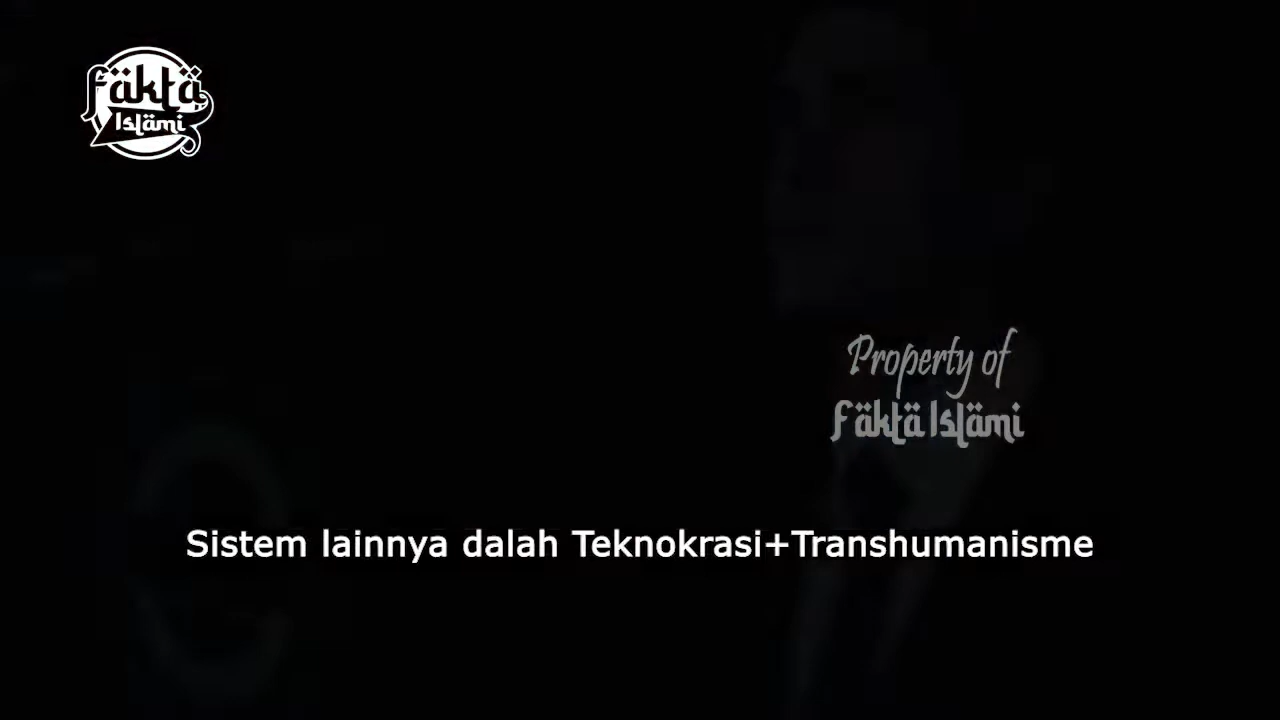 fäktä
Islämi
Property of
Fäktä Islämi
Sistem lainnya dalah Teknokrasi+Transhumanisme